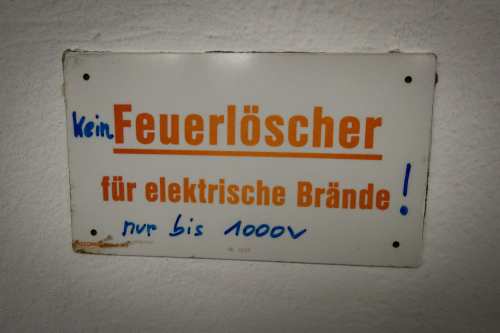 kein Feuerlöscher
für elektrische Brände!
nur bis 1000V